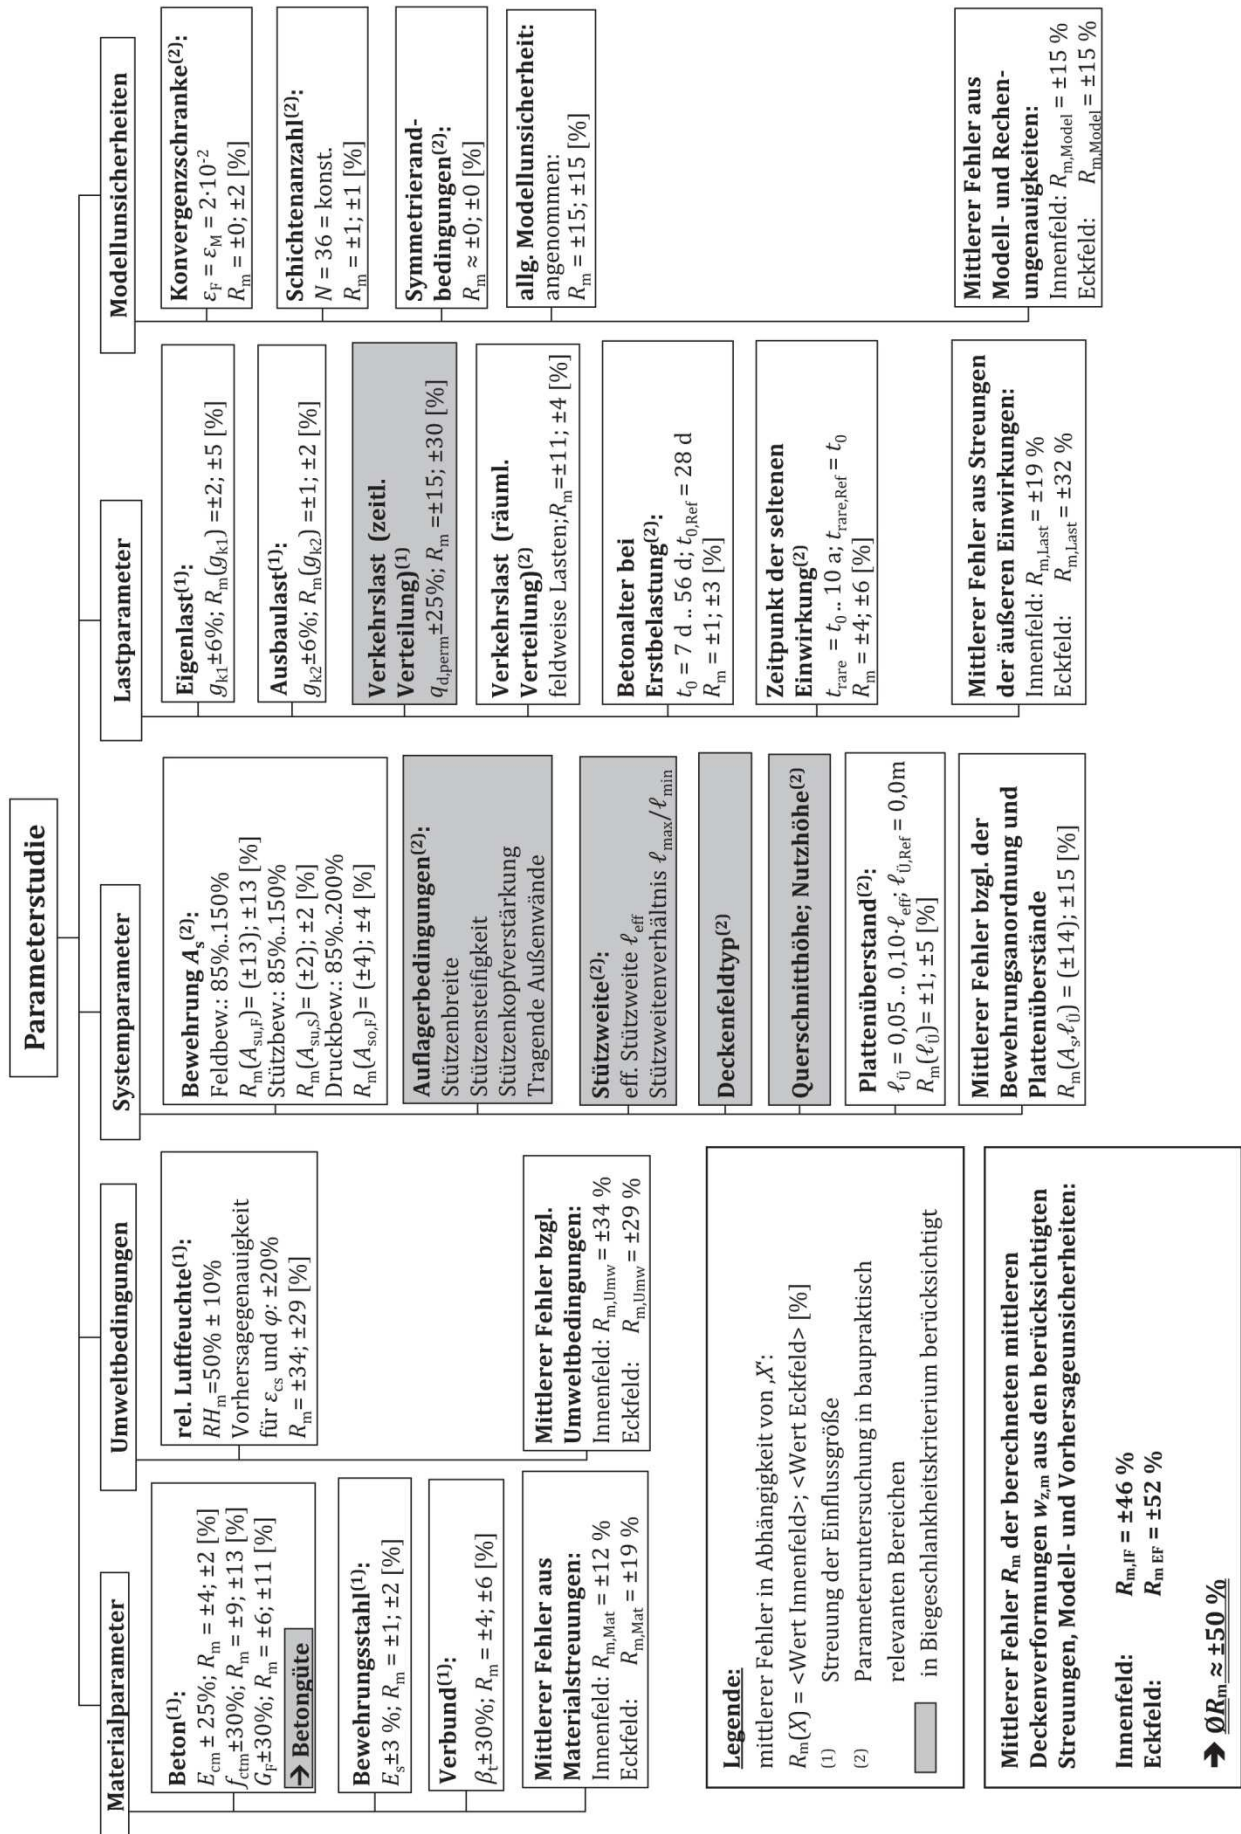 Parameterstudie
Materialparameter
Beton(1):
Ecm ± 25%; Rm = ±4; ±2 [%]
fctm±30%; Rm = ±9; ±13 [%]
GF±30%; Rm = ±6; ±11 [%]
➔ Betongüte
Bewehrungsstahl(1):
Es±3 %; Rm = ±1; ±2 [%]
Verbund(1):
βt±30%; Rm = ±4; ±6 [%]
Mittlerer Fehler aus
Materialstreuungen:
Innenfeld: Rm,Mat = ±12 %
Eckfeld: Rm,Mat = ±19 %
Umweltbedingungen
rel. Luftfeuchte(1):
RHm=50% ± 10%
Vorhersagegenauigkeit
für εcs und φ: ±20%
Rm= ±34; ±29 [%]
Mittlerer Fehler bzgl.
Umweltbedingungen:
Innenfeld: Rm,Umw = ±34 %
Eckfeld: Rm,Umw = ±29 %
Systemparameter
Bewehrung As(2):
Feldbew.: 85%..150%
Rm(Asu,F)= (±13); ±13 [%]
Stützbew.: 85%..150%
Rm(Asu,S)= (±2); ±2 [%]
Druckbew.: 85%..200%
Rm(Aso,F)= (±4); ±4 [%]
Auflagerbedingungen(2):
Stützenbreite
Stützensteifigkeit
Stützenkopfverstärkung
Tragende Außenwände
Stützweite(2):
eff. Stützweite ℓeff
Stützweitenverhältnis ℓmax/ℓmin
Deckenfeldtyp(2)
Querschnitthöhe; Nutzhöhe(2)
Plattenüberstand(2):
ℓÜ = 0,05 .. 0,10·ℓeff; ℓÜ,Ref = 0,0m
Rm(ℓÜ)= ±1; ±5 [%]
Mittlerer Fehler bzgl. der
Bewehrungsanordnung und
Plattenüberstände
Rm(As,ℓÜ) = (±14); ±15 [%]
Lastparameter
Eigenlast(1):
gk1±6%; Rm(gk1) =±2; ±5 [%]
Ausbaulast(1):
gk2±6%; Rm(gk2) =±1; ±2 [%]
Verkehrslast (zeitl.
Verteilung)(1)
qd,perm±25%; Rm =±15; ±30 [%]
Verkehrslast (räuml.
Verteilung)(2)
feldweise Lasten;Rm=±11; ±4 [%]
Betonalter bei
Erstbelastung(2):
t0 = 7 d .. 56 d; t0,Ref = 28 d
Rm = ±1; ±3 [%]
Zeitpunkt der seltenen
Einwirkung(2)
trare = t0 .. 10 a; trare,Ref = t0
Rm = ±4; ±6 [%]
Mittlerer Fehler aus Streungen
der äußeren Einwirkungen:
Innenfeld: Rm,Last = ±19 %
Eckfeld: Rm,Last = ±32 %
Modellunsicherheiten
Konvergenzschranke(2):
εF = εM = 2·10-2
Rm = ±0; ±2 [%]
Schichtenanzahl(2):
N = 36 = konst.
Rm = ±1; ±1 [%]
Symmetrierand-
bedingungen(2):
Rm ≈ ±0; ±0 [%]
allg. Modellunsicherheit:
angenommen:
Rm = ±15; ±15 [%]
Mittlerer Fehler aus
Modell- und Rechen-
ungenauigkeiten:
Innenfeld: Rm,Model = ±15 %
Eckfeld: Rm,Model = ±15 %
Legende:
mittlerer Fehler in Abhängigkeit von ‚X':
Rm(X) = <Wert Innenfeld>; <Wert Eckfeld> [%]
(1) Streuung der Einflussgröße
(2) Parameteruntersuchung in baupraktisch
relevanten Bereichen
in Biegeschlankheitskriterium berücksichtigt
Mittlerer Fehler Rm der berechneten mittleren
Deckenverformungen wz,m aus den berücksichtigten
Streuungen, Modell- und Vorhersageunsicherheiten:
Innenfeld: Rm,IF = ±46 %
Eckfeld: Rm EF = ±52 %
➔ ØRm ≈ ±50 %